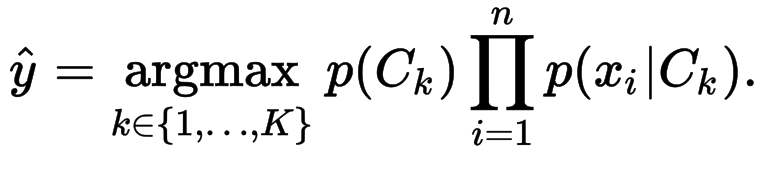 ŷ = argmax_{k∈{1,…,K}} p(C_k) ∏_{i=1}^{n} p(x_i|C_k).